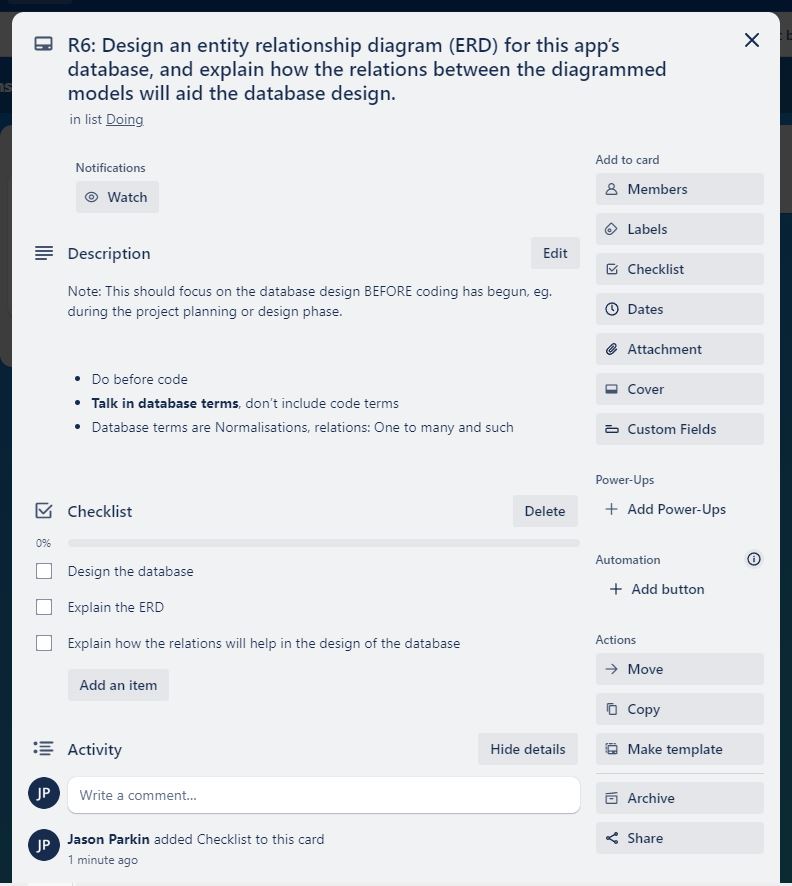 R6: Design an entity relationship diagram (ERD) for this app’s
database, and explain how the relations between the diagrammed
models will aid the database design.
in list Doing
Notifications
Watch
Description
Edit
Note: This should focus on the database design BEFORE coding has begun, eg.
during the project planning or design phase.
Do before code
Talk in database terms, don’t include code terms
Database terms are Normalisations, relations: One to many and such
Checklist
Delete
0%
Design the database
Explain the ERD
Explain how the relations will help in the design of the database
Add an item
Activity
Hide details
JP
Write a comment…
JP
Jason Parkin added Checklist to this card
1 minute ago
Add to card
Members
Labels
Checklist
Dates
Attachment
Cover
Custom Fields
Power-Ups
Add Power-Ups
Automation
Add button
Actions
Move
Copy
Make template
Archive
Share